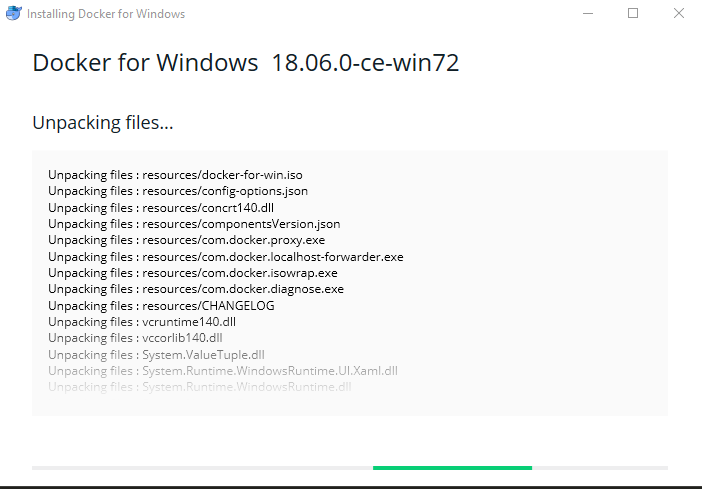 Installing Docker for Windows
Docker for Windows 18.06.0-ce-win72
Unpacking files...
Unpacking files : resources/docker-for-win.iso
Unpacking files : resources/config-options.json
Unpacking files : resources/concrt140.dll
Unpacking files : resources/componentsVersion.json
Unpacking files : resources/com.docker.proxy.exe
Unpacking files : resources/com.docker.localhost-forwarder.exe
Unpacking files : resources/com.docker.isowrap.exe
Unpacking files : resources/com.docker.diagnose.exe
Unpacking files : resources/CHANGELOG
Unpacking files : vcruntime140.dll
Unpacking files : vccorlib140.dll
Unpacking files : System.ValueTuple.dll
Unpacking files : System.Runtime.WindowsRuntime.UI.Xaml.dll
Unpacking files : System.Runtime.WindowsRuntime.dll